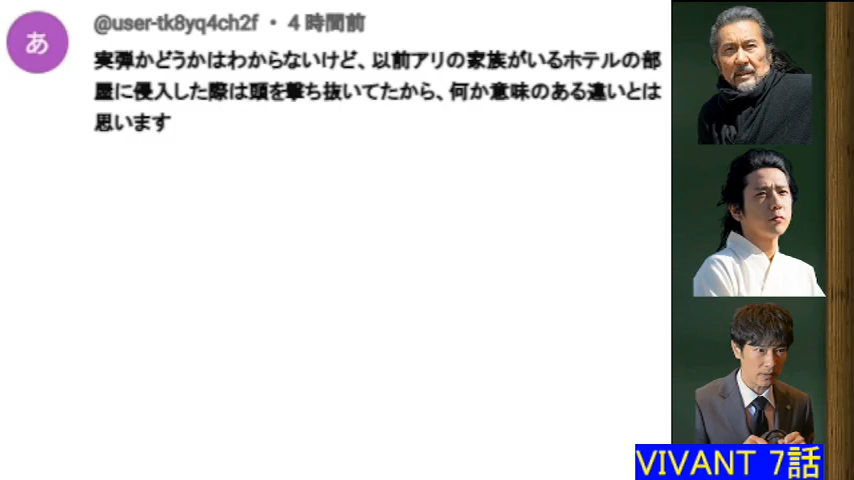 あ
@user-tk8yq4ch2f ・ 4 時間前
実弾かどうかはわからないけど、以前アリの家族がいるホテルの部
屋に侵入した際は頭を撃ち抜いてたから、何か意味のある違いとは
思います
VIVANT 7話